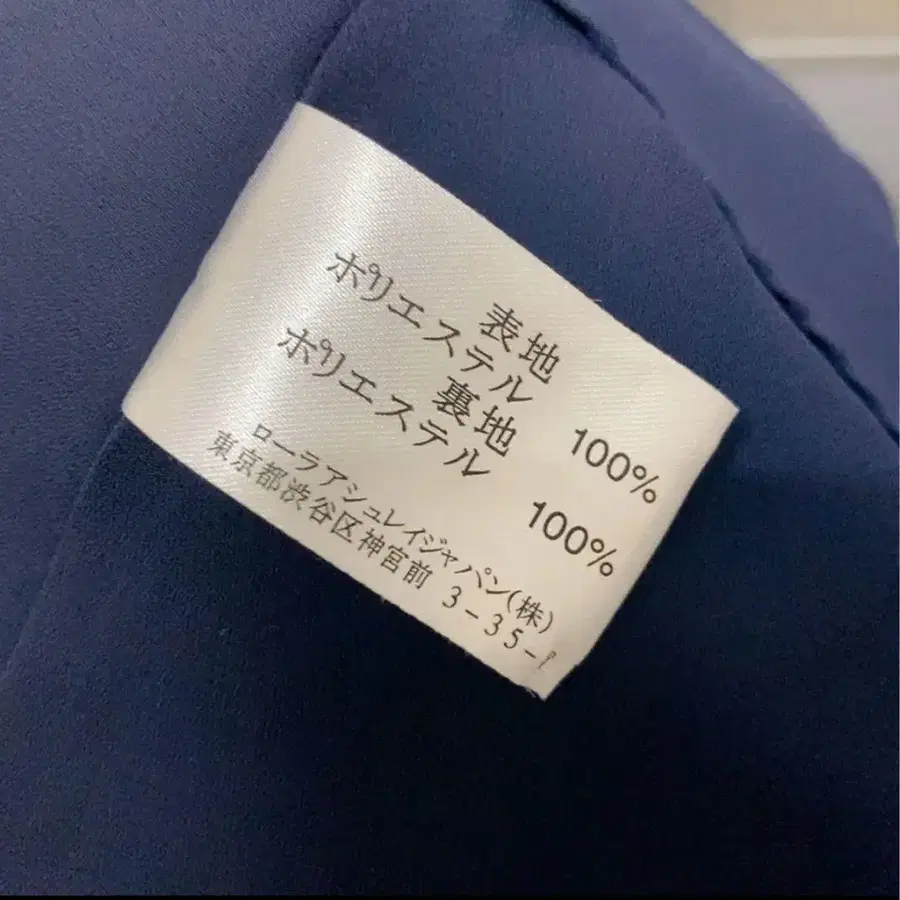 表地
ポリエステル 100%
裏地
ポリエステル 100%
ローラアシュレイジャパン(株)
東京都渋谷区神宮前 3-35-